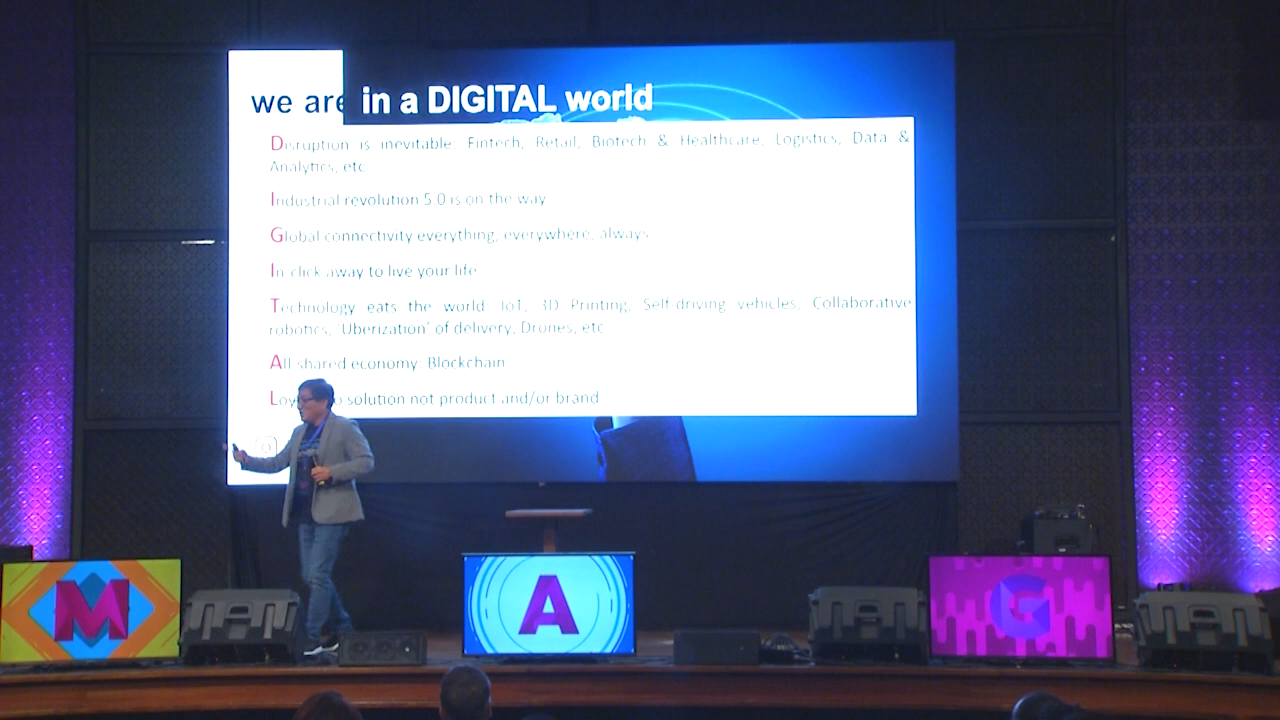 we are in a DIGITAL world
Disruption is inevitable: Fintech, Retail, Biotech & Healthcare, Logistics, Data &
Analytics, etc
Industrial revolution 5.0 is on the way
Global connectivity everything, everywhere, always
In click away to live your life
Technology eats the world: IoT, 3D Printing, Self-driving vehicles, Collaborative
robotics, 'Uberization' of delivery, Drones, etc
All shared economy: Blockchain
solution not product and/or brand
M
A
G